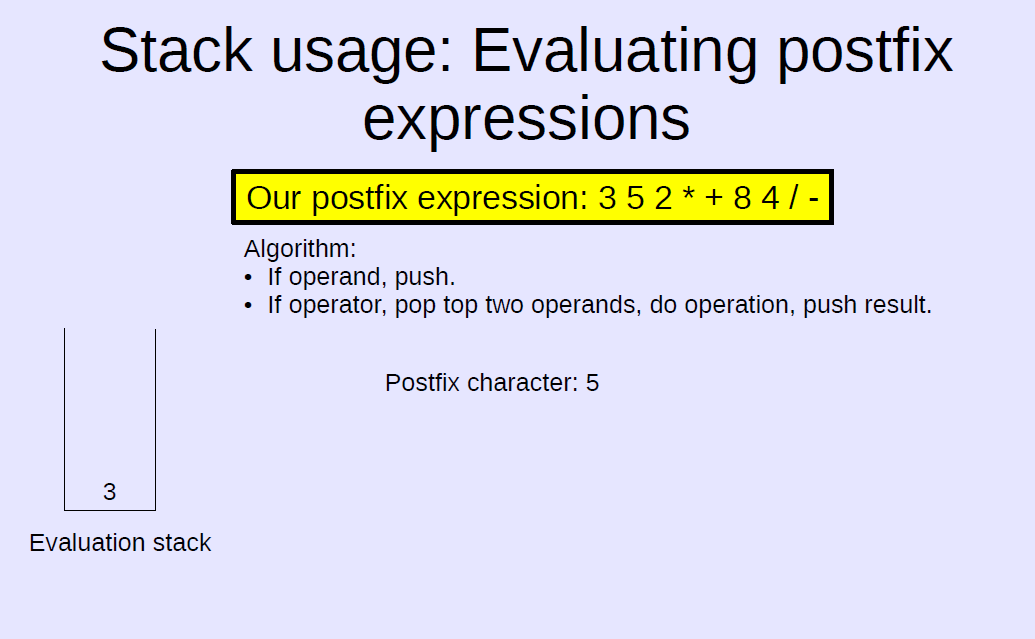 Stack usage: Evaluating postfix
expressions
Our postfix expression: 3 5 2 * + 8 4 / -
Algorithm:
• If operand, push.
• If operator, pop top two operands, do operation, push result.
Postfix character: 5
3
Evaluation stack